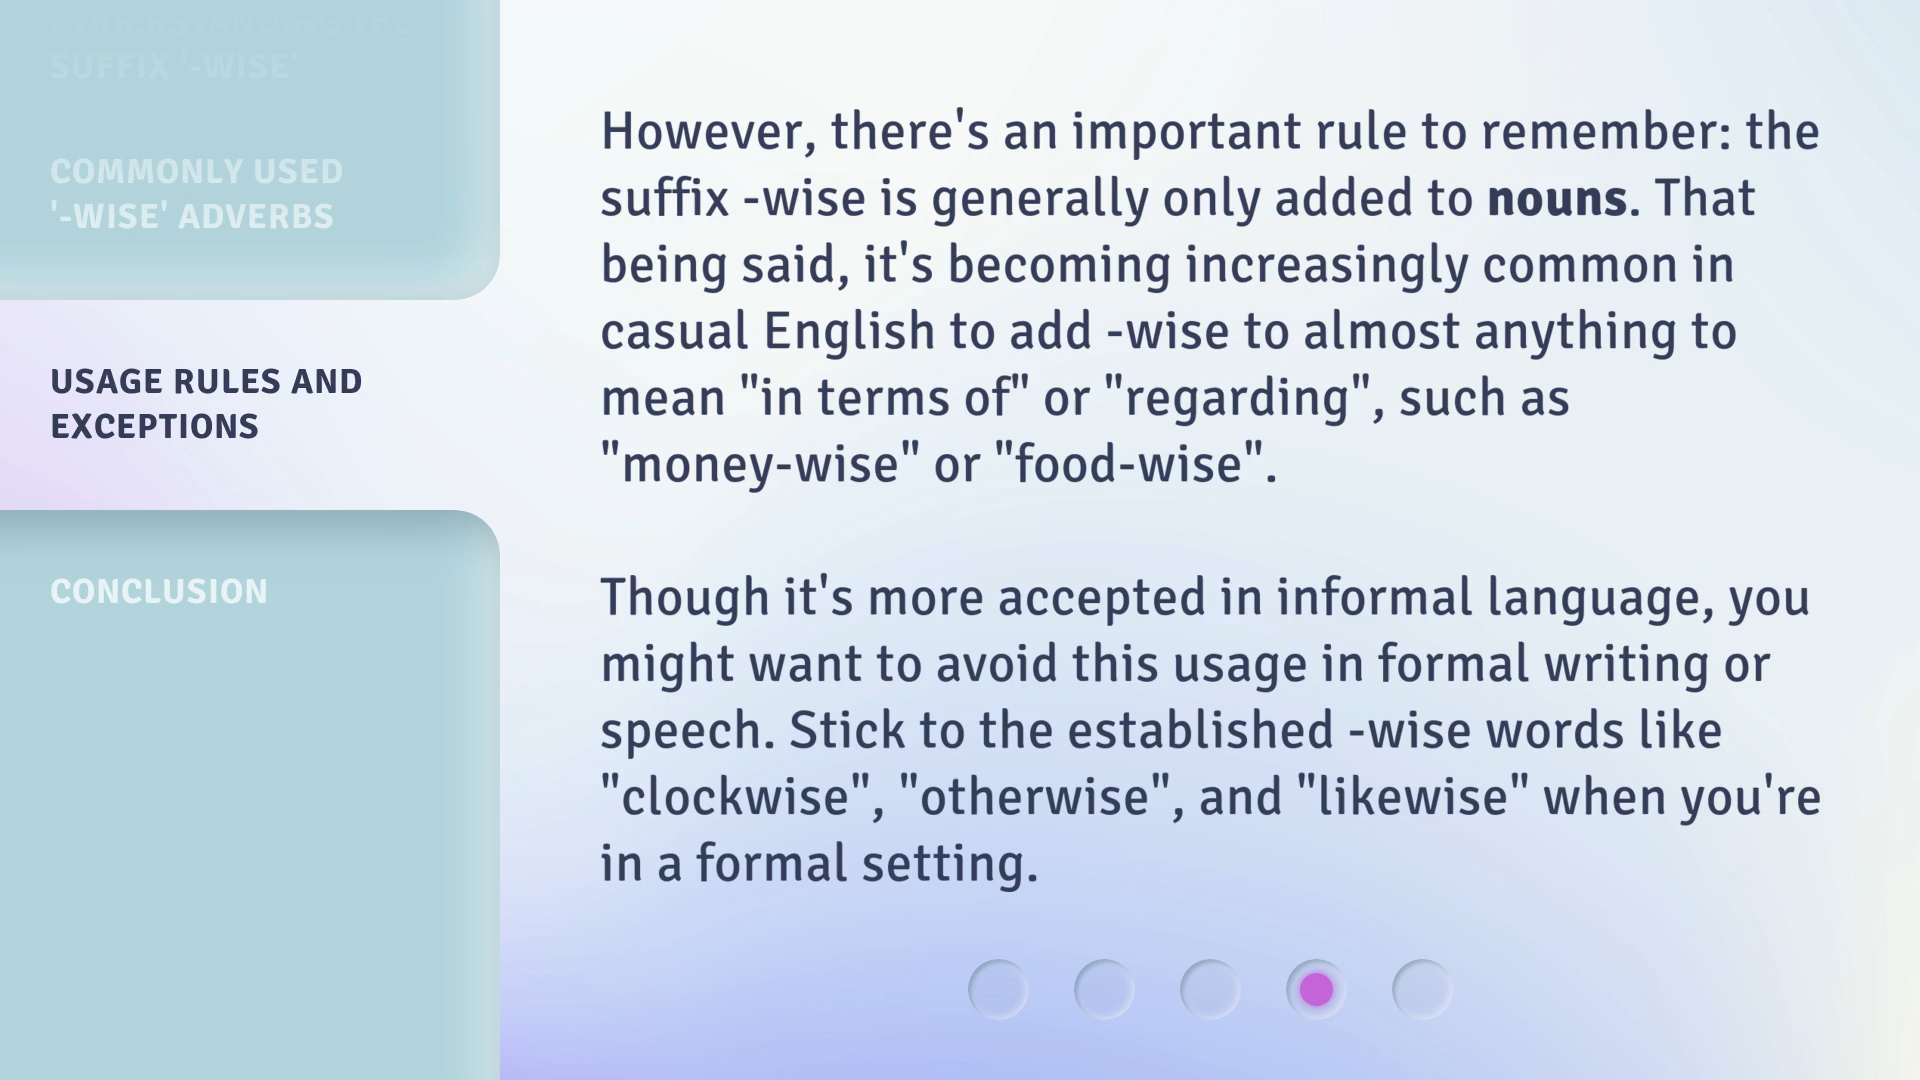 UNDERSTANDING THE
SUFFIX '-WISE'
COMMONLY USED
'-WISE' ADVERBS
USAGE RULES AND
EXCEPTIONS
CONCLUSION
However, there's an important rule to remember: the
suffix -wise is generally only added to nouns. That
being said, it's becoming increasingly common in
casual English to add -wise to almost anything to
mean "in terms of" or "regarding", such as
"money-wise" or "food-wise".
Though it's more accepted in informal language, you
might want to avoid this usage in formal writing or
speech. Stick to the established -wise words like
"clockwise", "otherwise", and "likewise" when you're
in a formal setting.